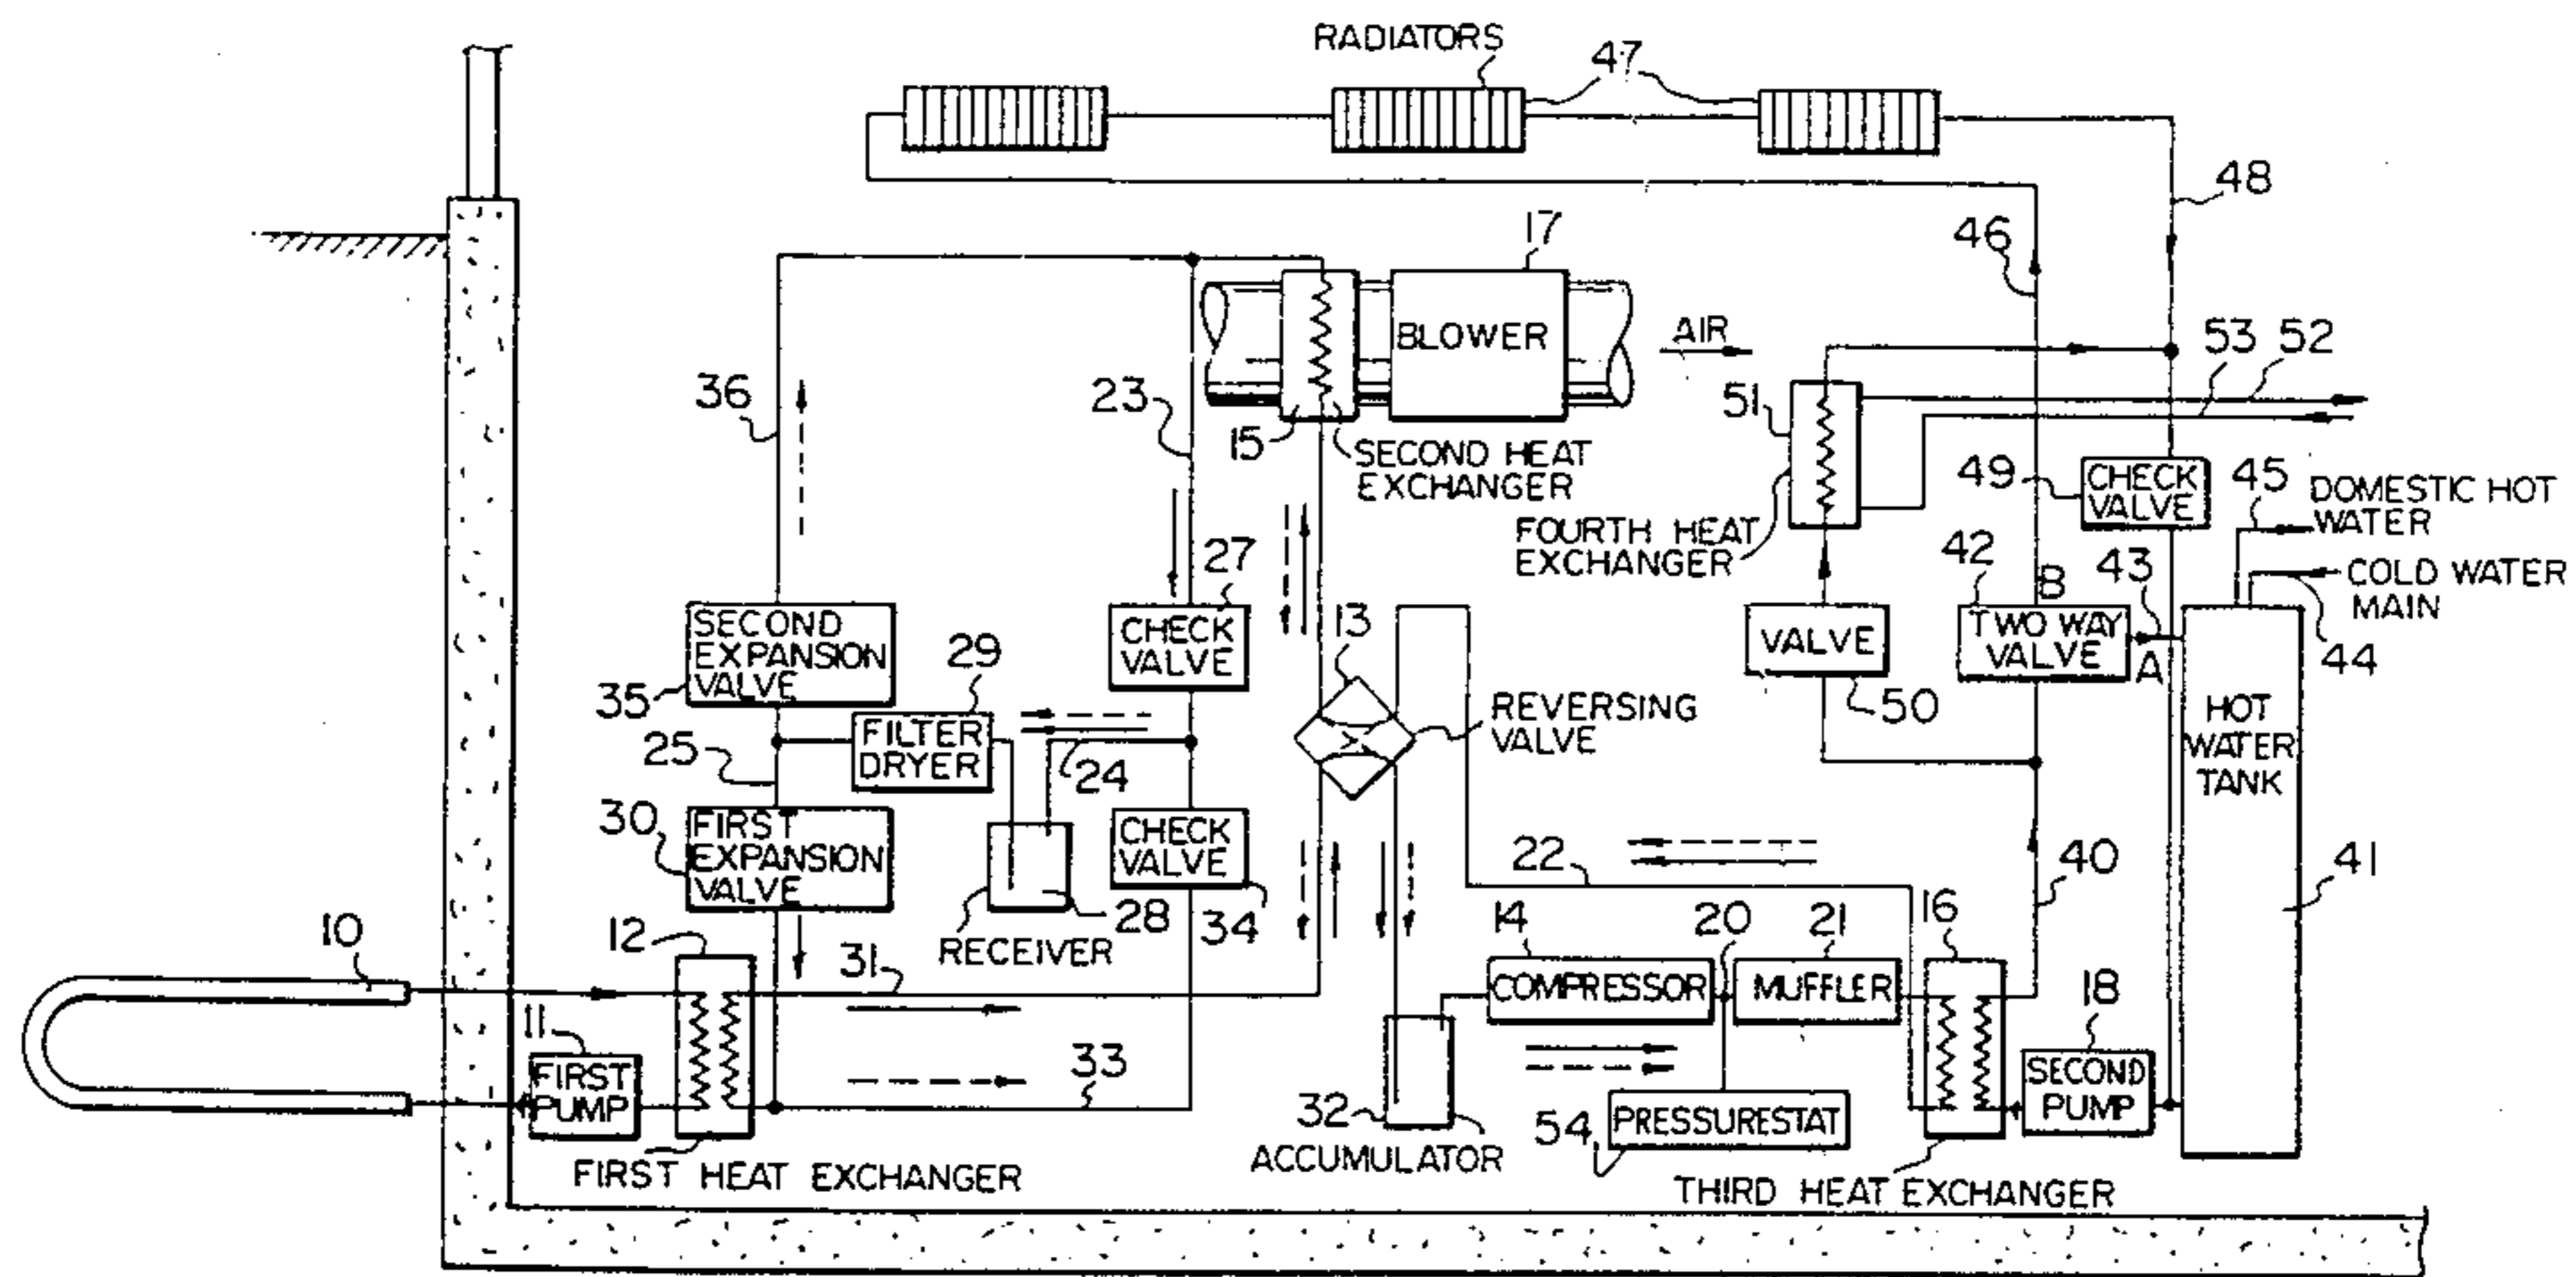 RADIATORS
47
48
17
46
BLOWER
AIR
53
52
36
23
51
15
SECOND HEAT
EXCHANGER
49
CHECK
VALVE
45
DOMESTIC HOT
WATER
FOURTH HEAT
EXCHANGER
42
B
43
COLD WATER
MAIN
27
13
SECOND
EXPANSION
VALVE
35
29
CHECK
VALVE
VALVE
TWO WAY
VALVE
A
44
REVERSING
VALVE
50
HOT
WATER
TANK
25
FILTER
DRYER
24
30
FIRST
EXPANSION
VALVE
CHECK
VALVE
22
40
41
28
34
RECEIVER
10
12
31
14
20
21
16
COMPRESSOR
MUFFLER
18
11
FIRST
PUMP
33
32
SECOND
PUMP
54
PRESSURESTAT
ACCUMULATOR
FIRST HEAT EXCHANGER
THIRD HEAT EXCHANGER